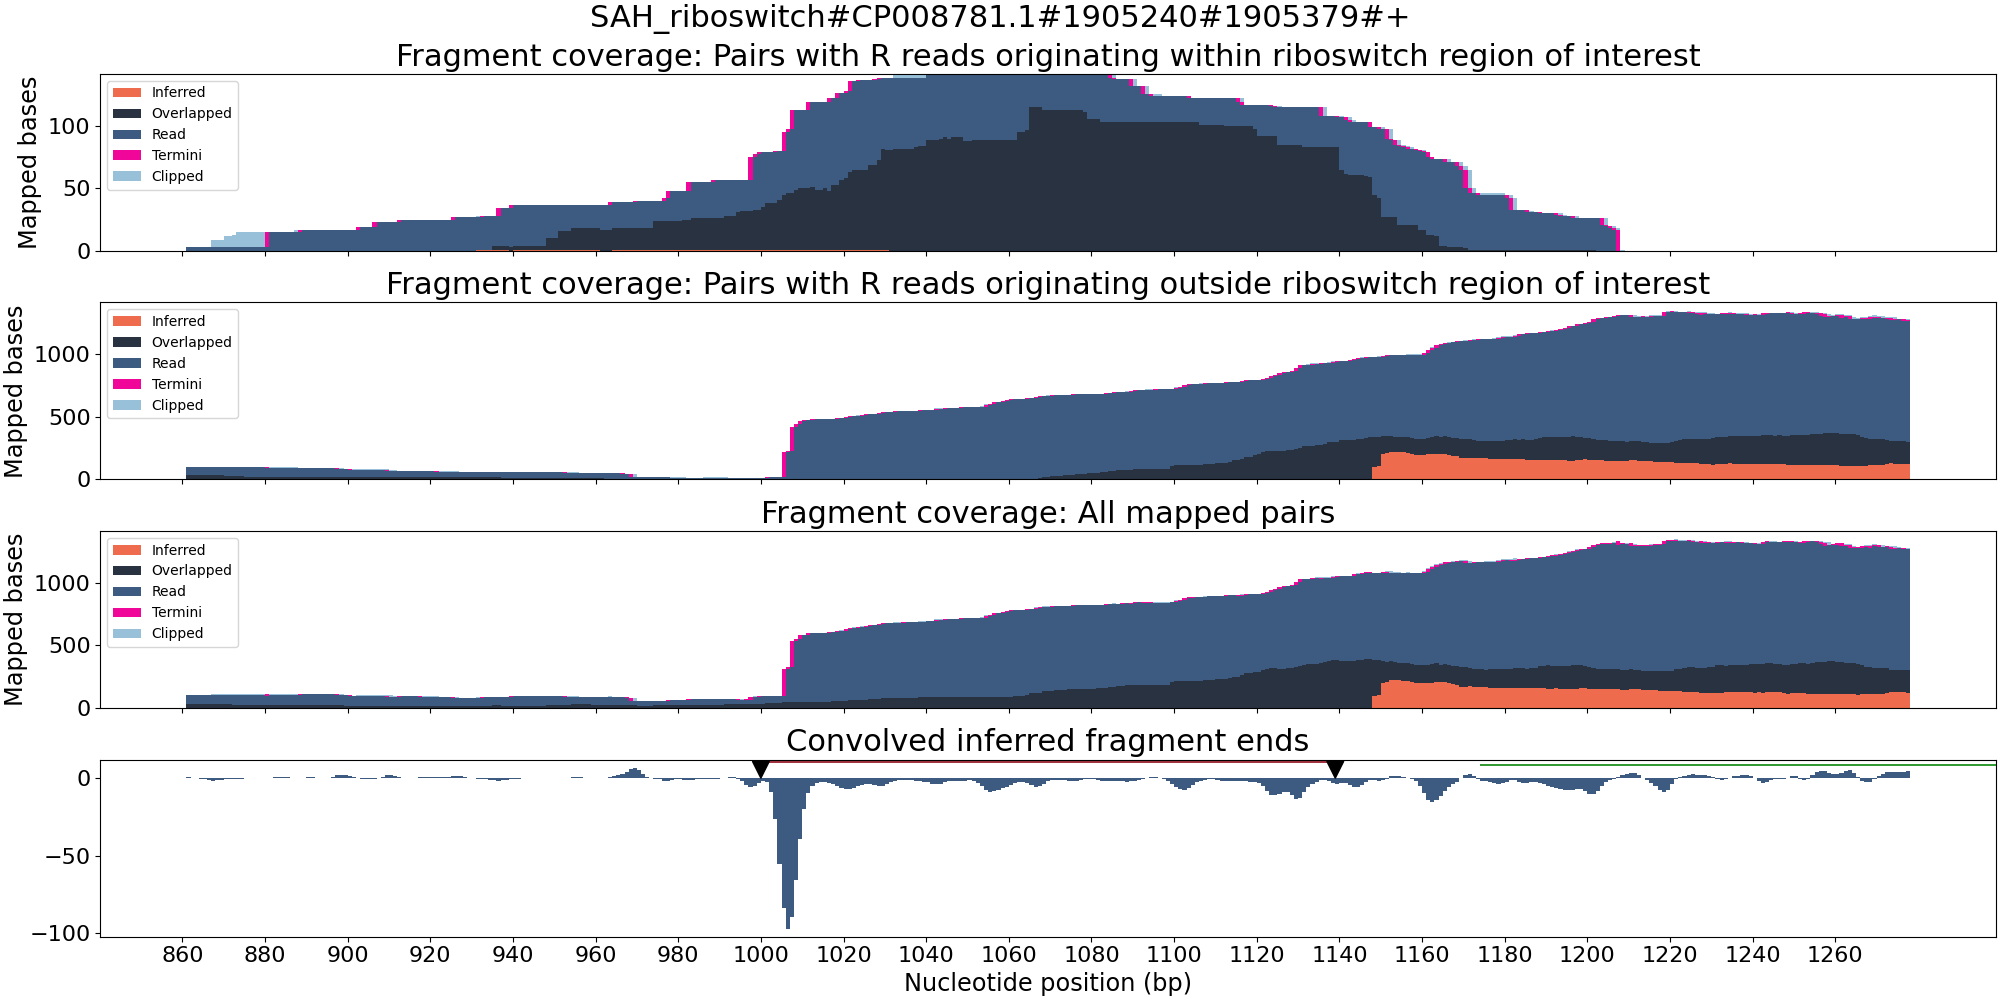 SAH_riboswitch#CP008781.1#1905240#1905379#+
Fragment coverage: Pairs with R reads originating within riboswitch region of interest
Mapped bases
100
50
0
Inferred
Overlapped
Read
Termini
Clipped
Fragment coverage: Pairs with R reads originating outside riboswitch region of interest
Mapped bases
1000
500
0
Inferred
Overlapped
Read
Termini
Clipped
Fragment coverage: All mapped pairs
Mapped bases
1000
500
0
Inferred
Overlapped
Read
Termini
Clipped
Convolved inferred fragment ends
0
−50
−100
860 880 900 920 940 960 980 1000 1020 1040 1060 1080 1100 1120 1140 1160 1180 1200 1220 1240 1260
Nucleotide position (bp)